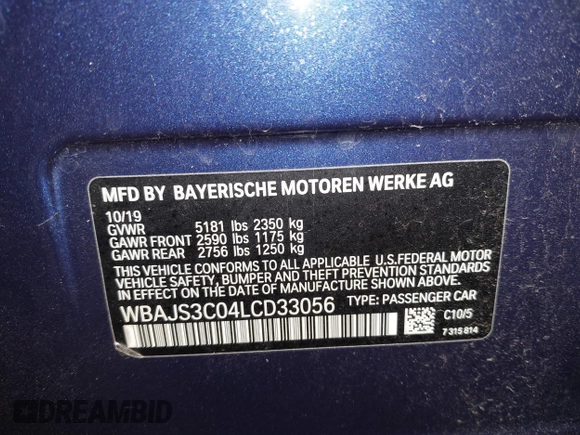 MFD BY BAYERISCHE MOTOREN WERKE AG
10/19
GVWR 5181 lbs 2350 kg
GAWR FRONT 2590 lbs 1175 kg
GAWR REAR 2756 lbs 1250 kg
THIS VEHICLE CONFORMS TO ALL APPLICABLE U.S.FEDERAL MOTOR
VEHICLE SAFETY, BUMPER, AND THEFT PREVENTION STANDARDS
IN EFFECT ON THE DATE OF MANUFACTURE SHOWN ABOVE.
WBAJS3C04LCD33056 TYPE: PASSENGER CAR
C10/5
7 315 814
DREAMBID